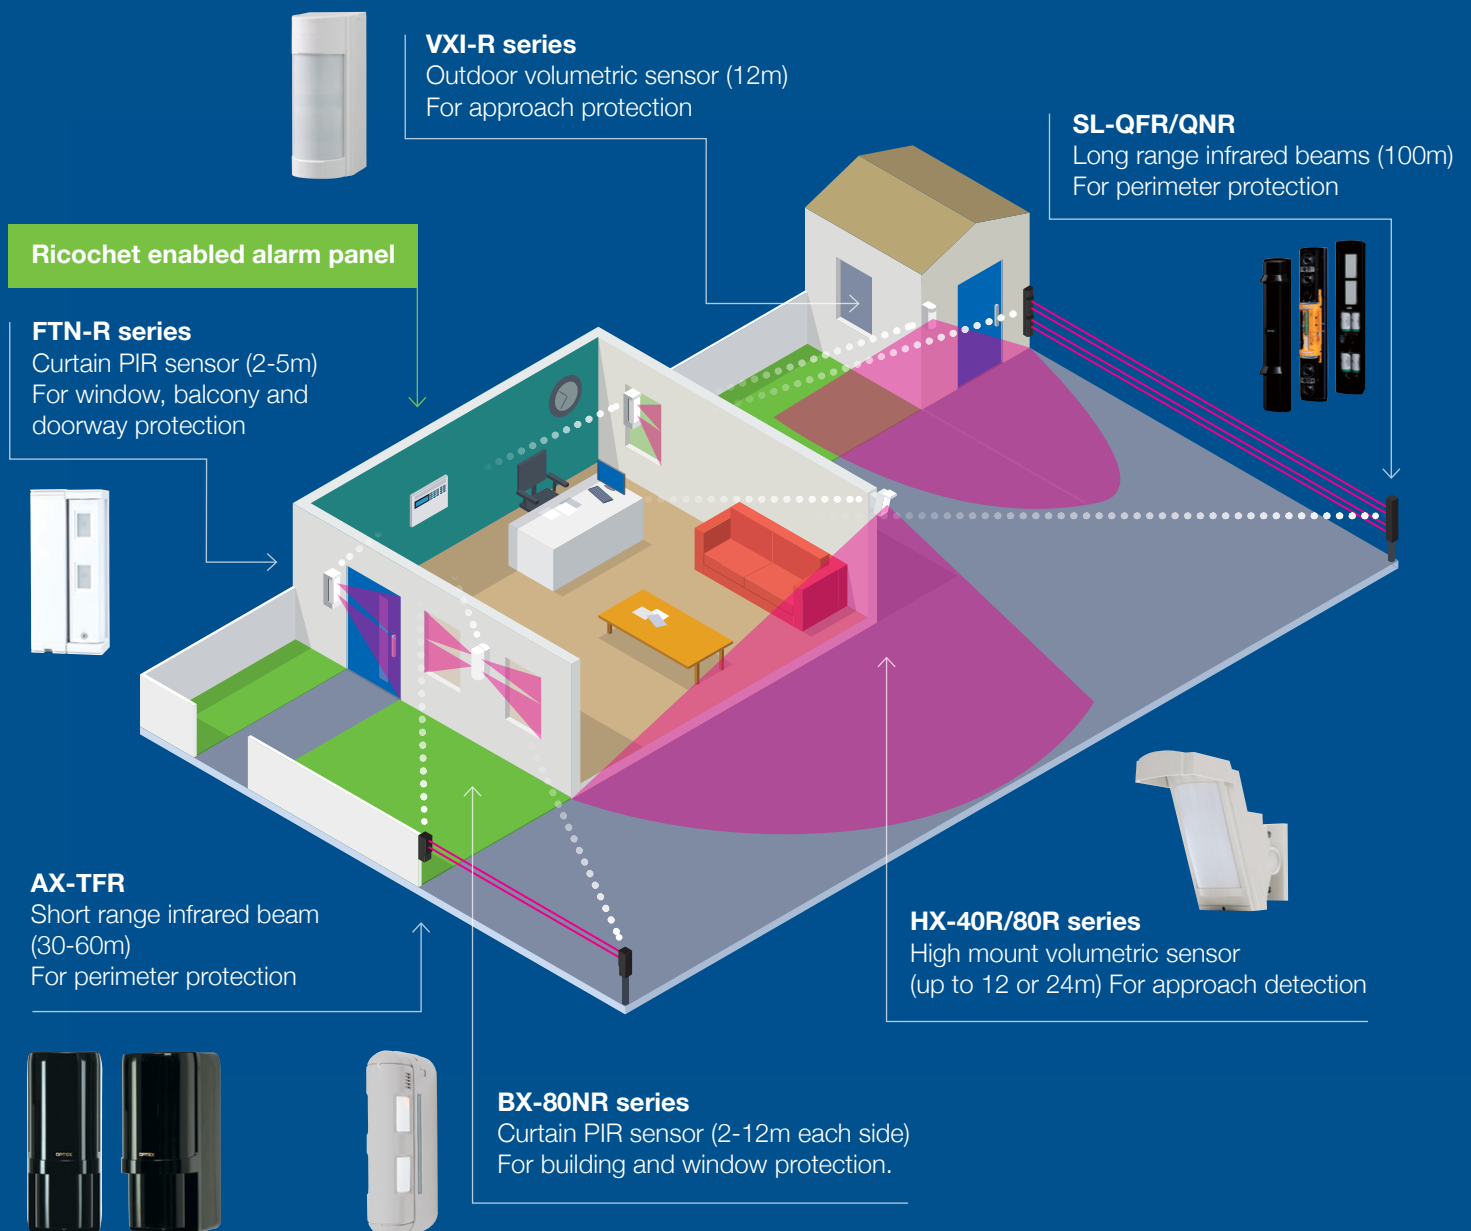 VXI-R series
Outdoor volumetric sensor (12m)
For approach protection
SL-QFR/QNR
Long range infrared beams (100m)
For perimeter protection
Ricochet enabled alarm panel
FTN-R series
Curtain PIR sensor (2-5m)
For window, balcony and
doorway protection
AX-TFR
Short range infrared beam
(30-60m)
For perimeter protection
HX-40R/80R series
High mount volumetric sensor
(up to 12 or 24m) For approach detection
BX-80NR series
Curtain PIR sensor (2-12m each side)
For building and window protection.
OPTEX
OPTEX